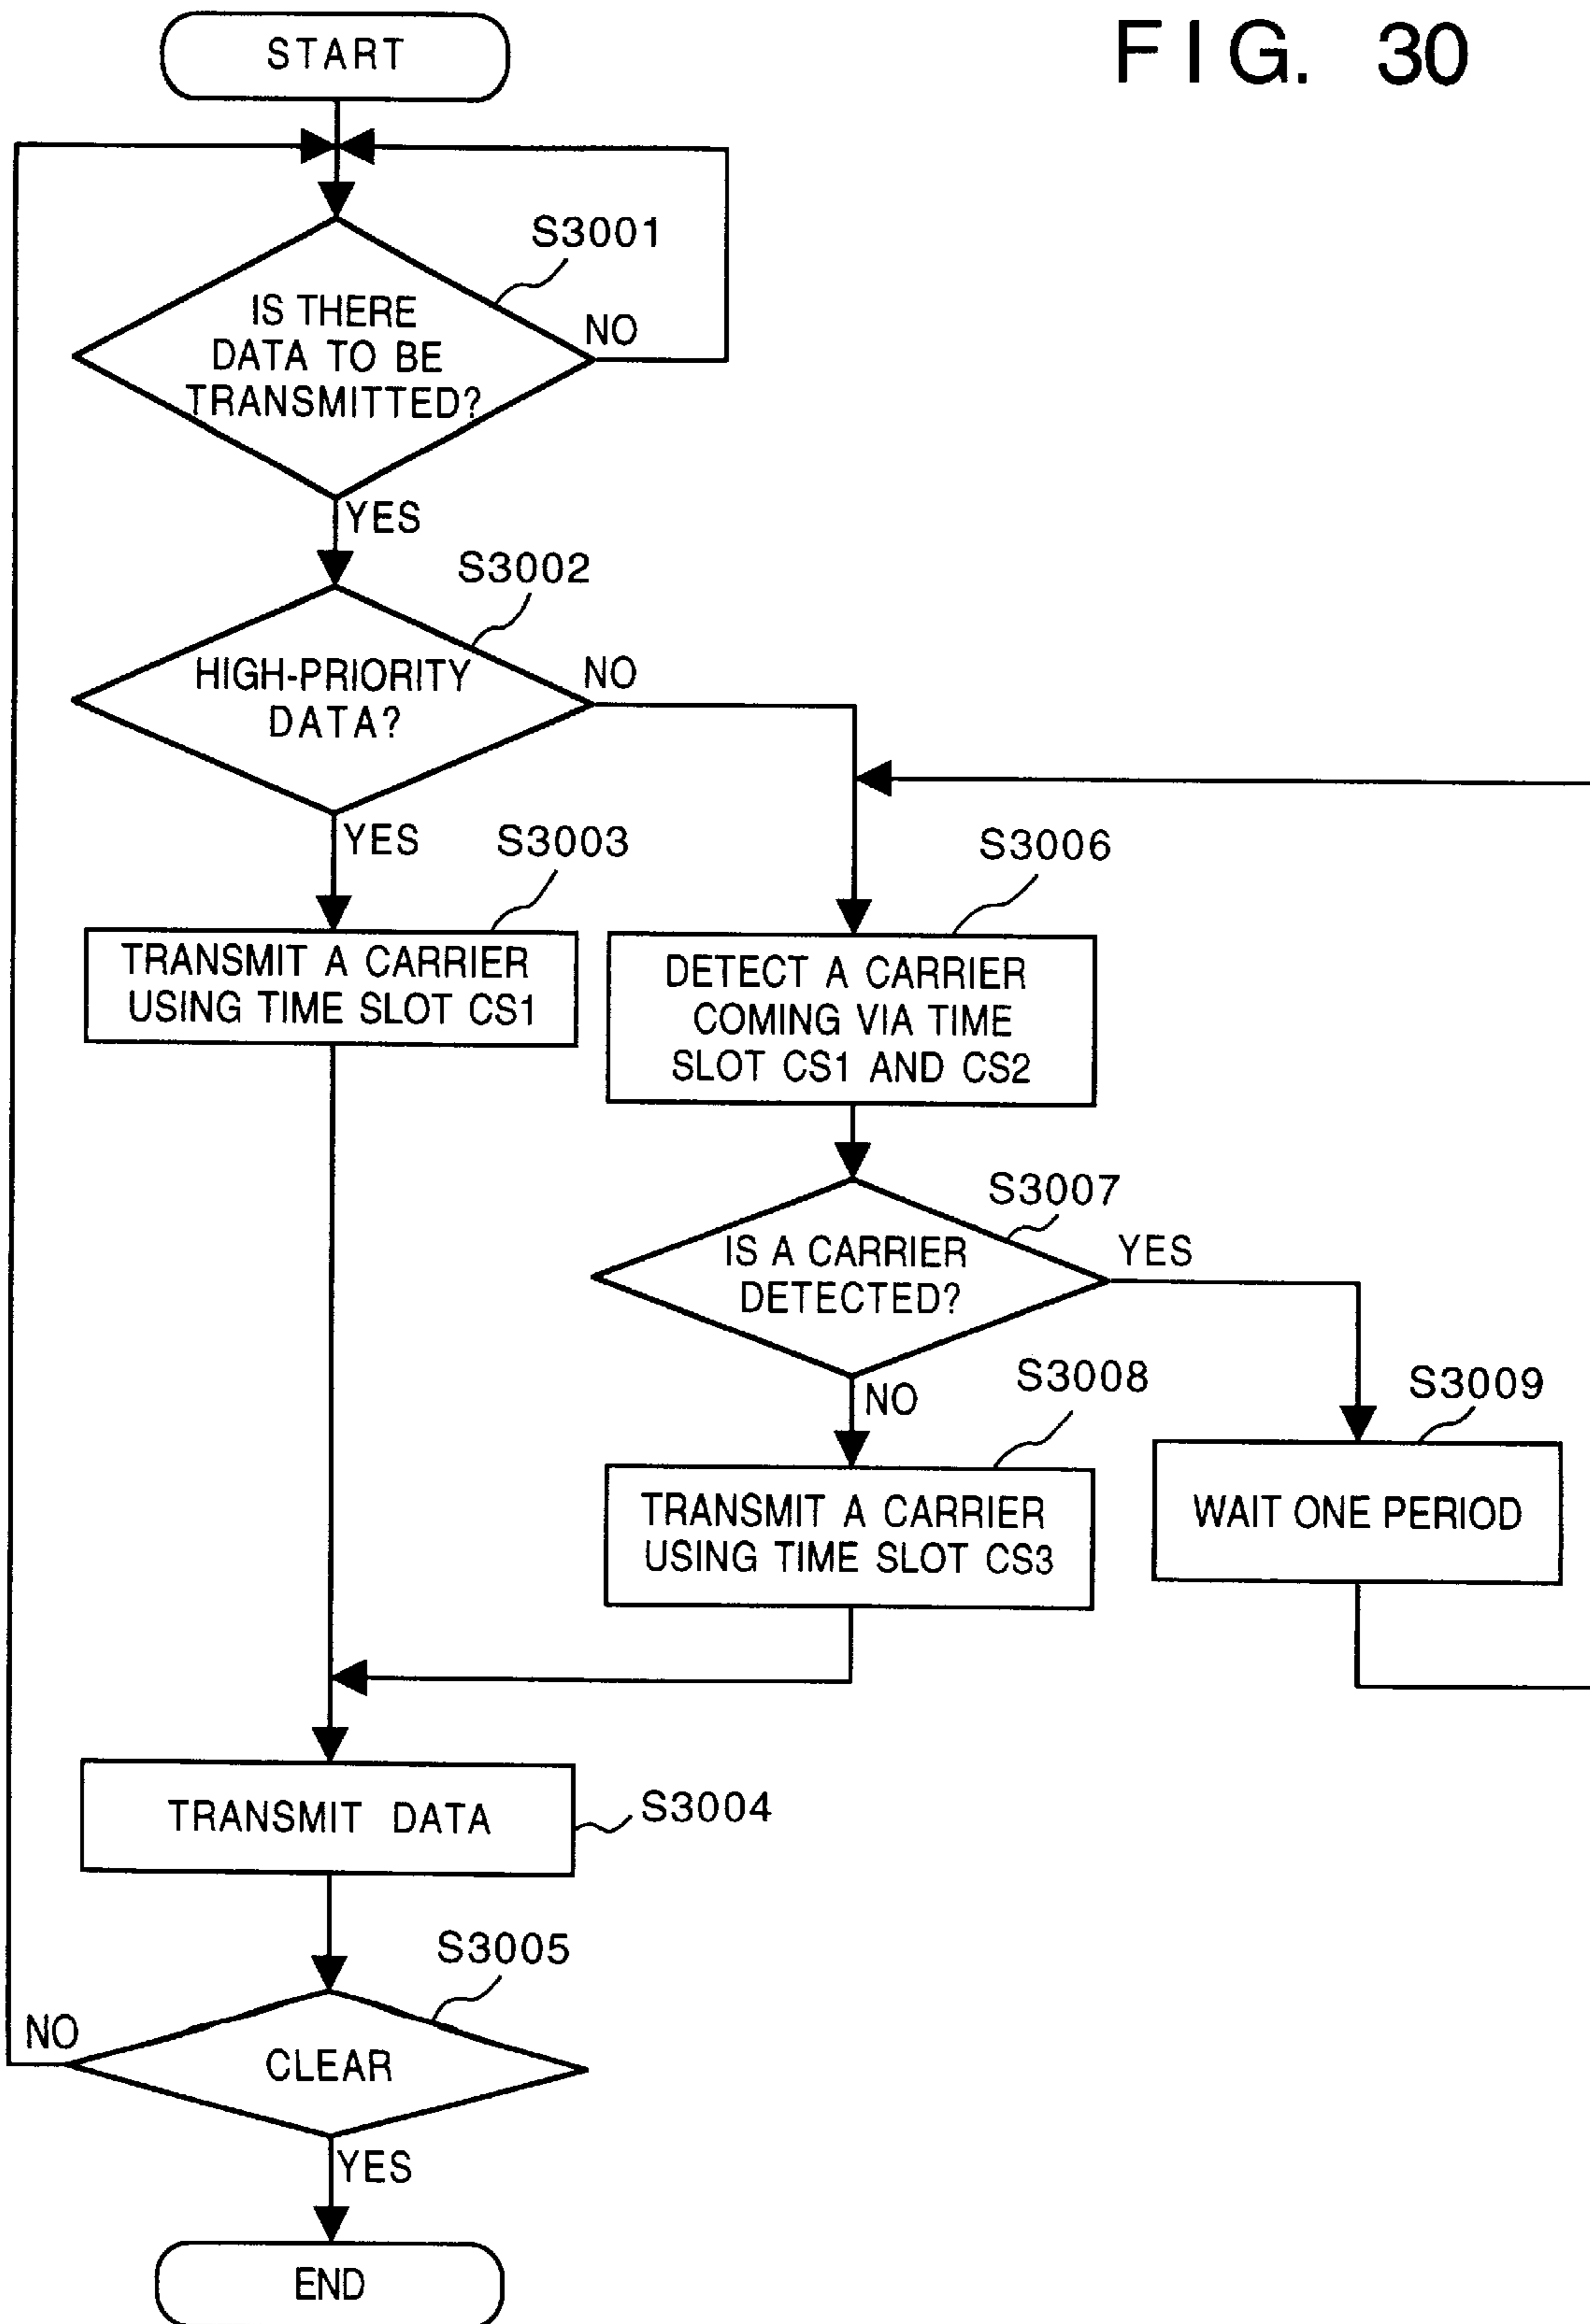 FIG. 30
START
S3001
IS THERE
DATA TO BE
TRANSMITTED?
NO
YES
S3002
HIGH-PRIORITY
DATA?
NO
YES
S3003
TRANSMIT A CARRIER
USING TIME SLOT CS1
S3006
DETECT A CARRIER
COMING VIA TIME
SLOT CS1 AND CS2
S3007
IS A CARRIER
DETECTED?
YES
NO
S3008
TRANSMIT A CARRIER
USING TIME SLOT CS3
S3009
WAIT ONE PERIOD
TRANSMIT DATA
S3004
S3005
CLEAR
NO
YES
END